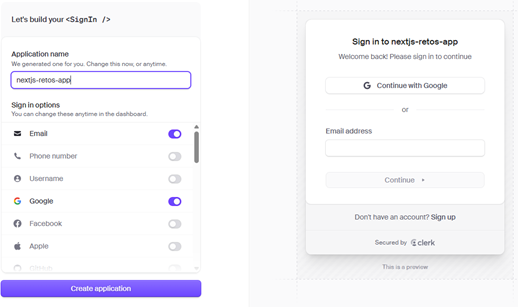 Let's build your <SignIn />
Application name
We generated one for you. Change this now, or anytime.
nextjs-retos-app
Sign in options
You can change these anytime in the dashboard.
Email
Phone number
Username
Google
Facebook
Apple
GitHub
Create application
Sign in to nextjs-retos-app
Welcome back! Please sign in to continue
Continue with Google
or
Email address
Continue
Don't have an account? Sign up
Secured by clerk
This is a preview